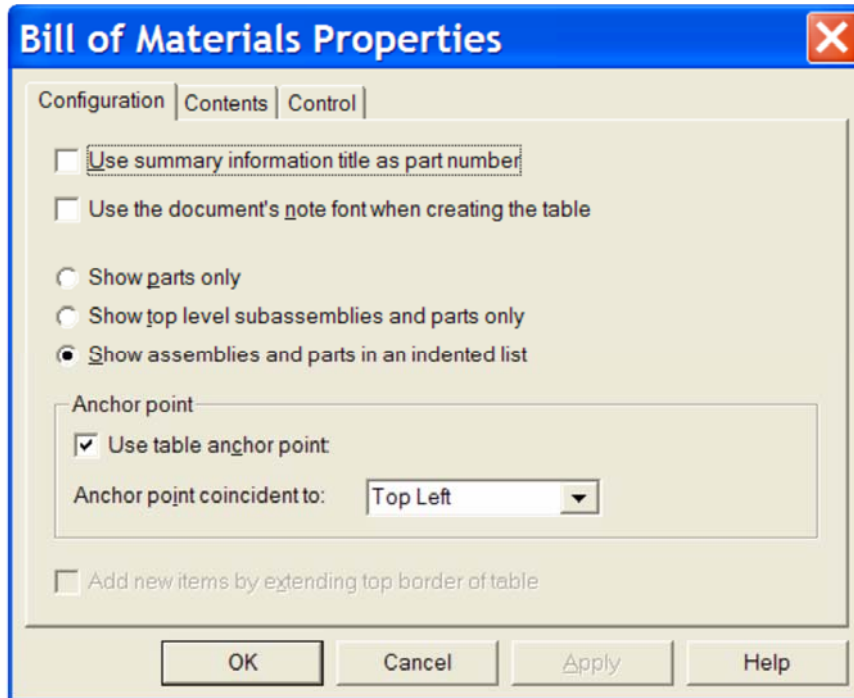 Bill of Materials Properties
Configuration Contents Control
Use summary information title as part number
Use the document's note font when creating the table
Show parts only
Show top level subassemblies and parts only
Show assemblies and parts in an indented list
Anchor point
Use table anchor point:
Anchor point coincident to: Top Left
Add new items by extending top border of table
OK Cancel Apply Help